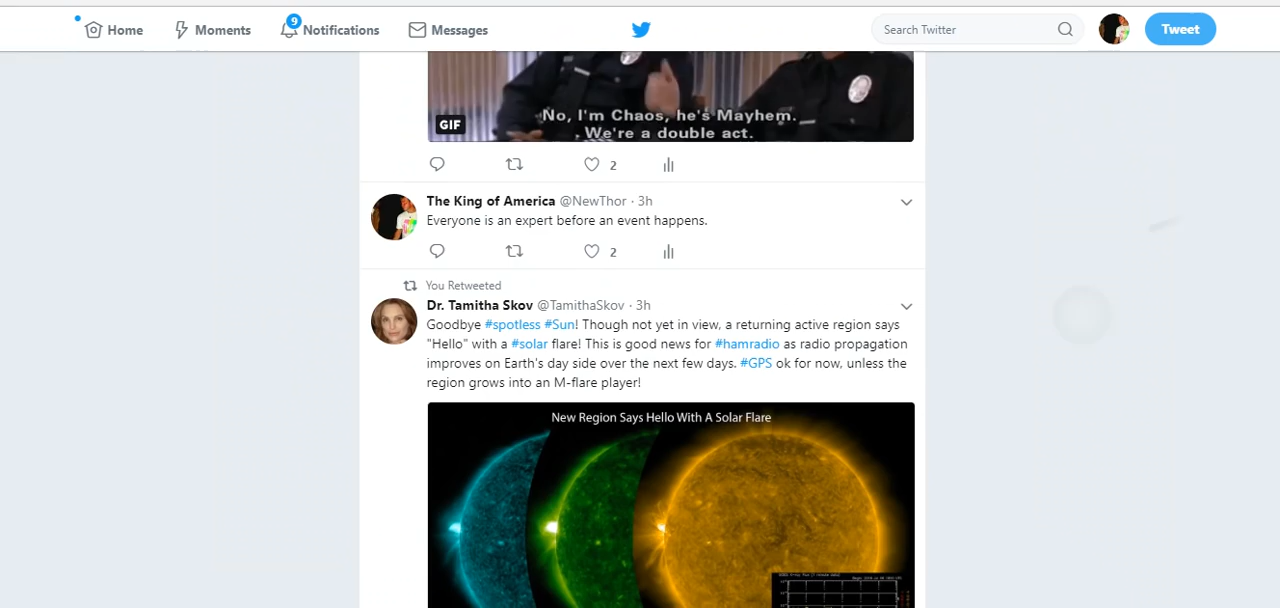 Home
Moments
9
Notifications
Messages
Search Twitter
Tweet
No, I'm Chaos, he's Mayhem.
We're a double act.
GIF
2
The King of America @NewThor · 3h
Everyone is an expert before an event happens.
2
You Retweeted
Dr. Tamitha Skov @TamithaSkov · 3h
Goodbye #spotless #Sun! Though not yet in view, a returning active region says
"Hello" with a #solar flare! This is good news for #hamradio as radio propagation
improves on Earth's day side over the next few days. #GPS ok for now, unless the
region grows into an M-flare player!
New Region Says Hello With A Solar Flare